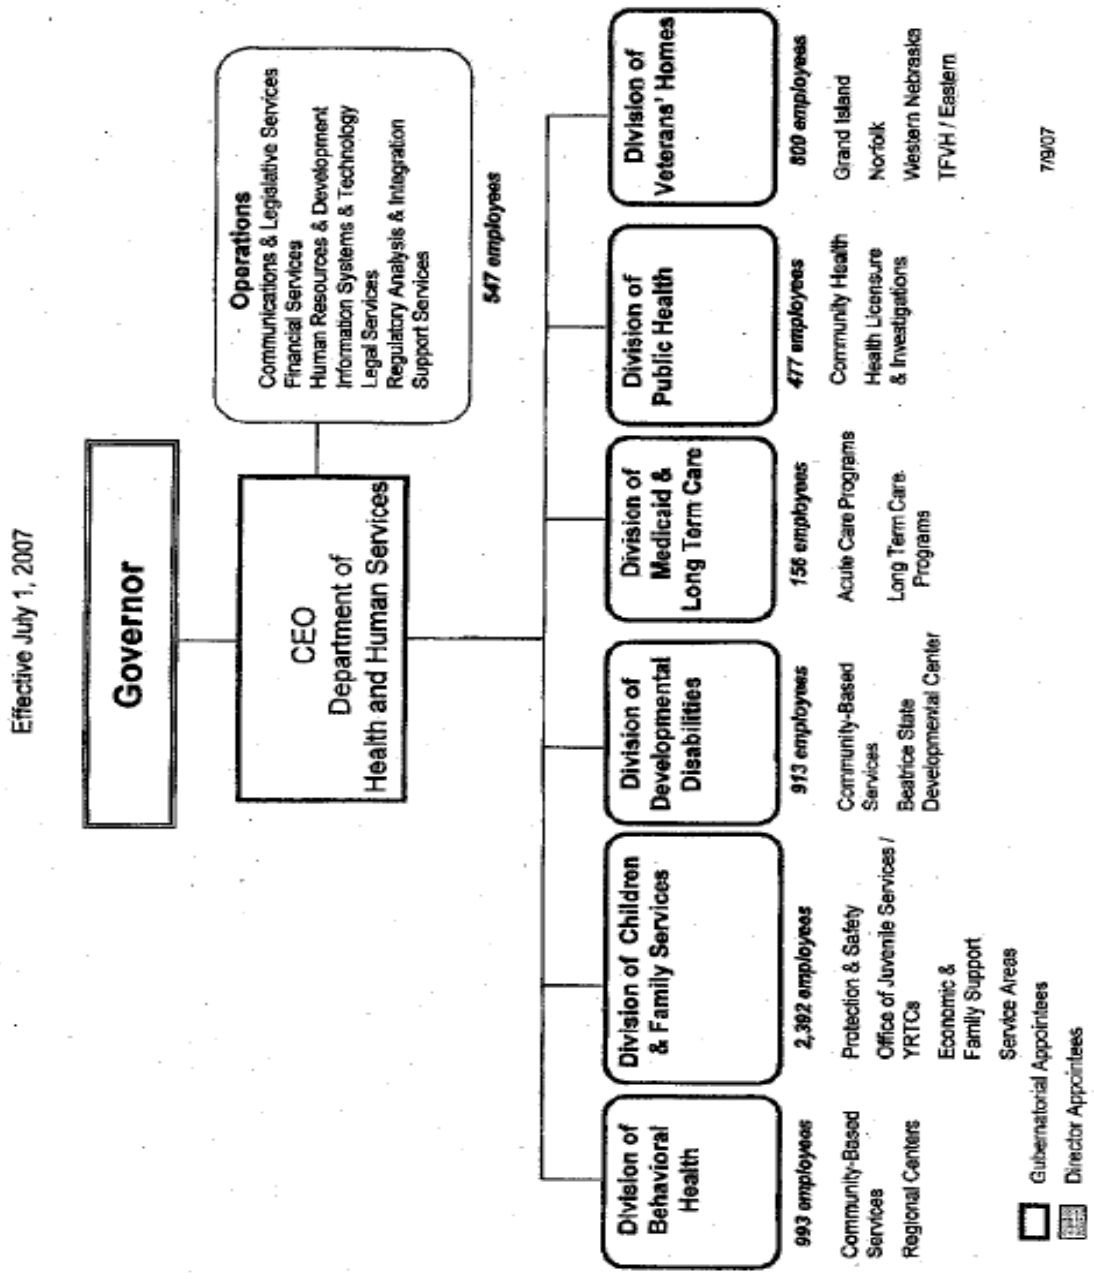 Effective July 1, 2007
Governor
CEO
Department of
Health and Human Services
Operations
Communications & Legislative Services
Financial Services
Human Resources & Development
Information Systems & Technology
Legal Services
Regulatory Analysis & Integration
Support Services
547 employees
Division of
Behavioral
Health
993 employees
Community-Based
Services
Regional Centers
Division of Children
& Family Services
2,392 employees
Protection & Safety
Office of Juvenile Services /
YRTCs
Economic &
Family Support
Service Areas
Division of
Developmental
Disabilities
913 employees
Community-Based
Services
Beatrice State
Developmental Center
Division of
Medicaid &
Long Term Care
156 employees
Acute Care Programs
Long Term Care
Programs
Division of
Public Health
477 employees
Community Health
Health Licensure
& Investigations
Division of
Veterans' Homes
800 employees
Grand Island
Norfolk
Western Nebraska
TFVH / Eastern
Gubernatorial Appointees
Director Appointees
7/9/07